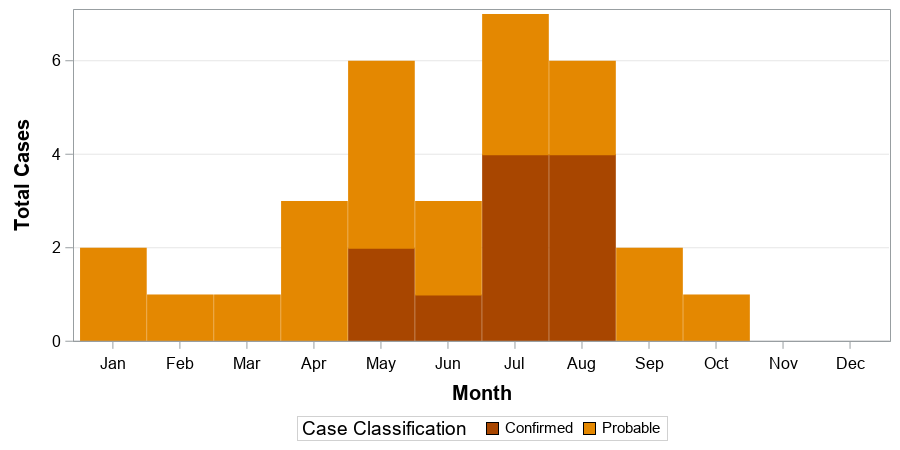 Total Cases
6
4
2
0
Jan Feb Mar Apr May Jun Jul Aug Sep Oct Nov Dec
Month
Case Classification Confirmed Probable